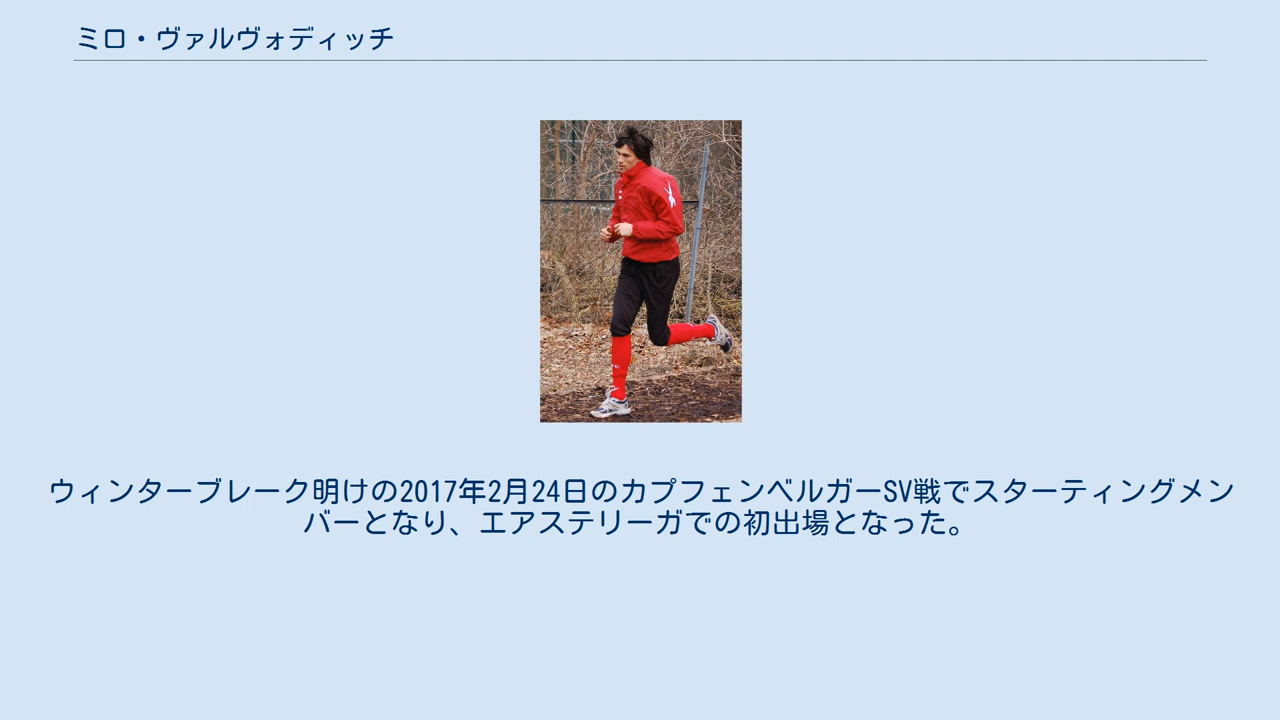 ミロ・ヴァルヴォディッチ
ウィンターブレーク明けの2017年2月24日のカプフェンベルガーSV戦でスターティングメン
バーとなり、エアステリーガでの初出場となった。